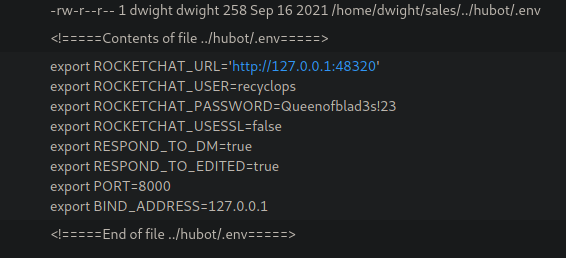 -rw-r--r-- 1 dwight dwight 258 Sep 16 2021 /home/dwight/sales/../hubot/.env
<!=====Contents of file ../hubot/.env=====>
export ROCKETCHAT_URL='http://127.0.0.1:48320'
export ROCKETCHAT_USER=recyclops
export ROCKETCHAT_PASSWORD=Queenofblad3s!23
export ROCKETCHAT_USESSL=false
export RESPOND_TO_DM=true
export RESPOND_TO_EDITED=true
export PORT=8000
export BIND_ADDRESS=127.0.0.1
<!=====End of file ../hubot/.env=====>